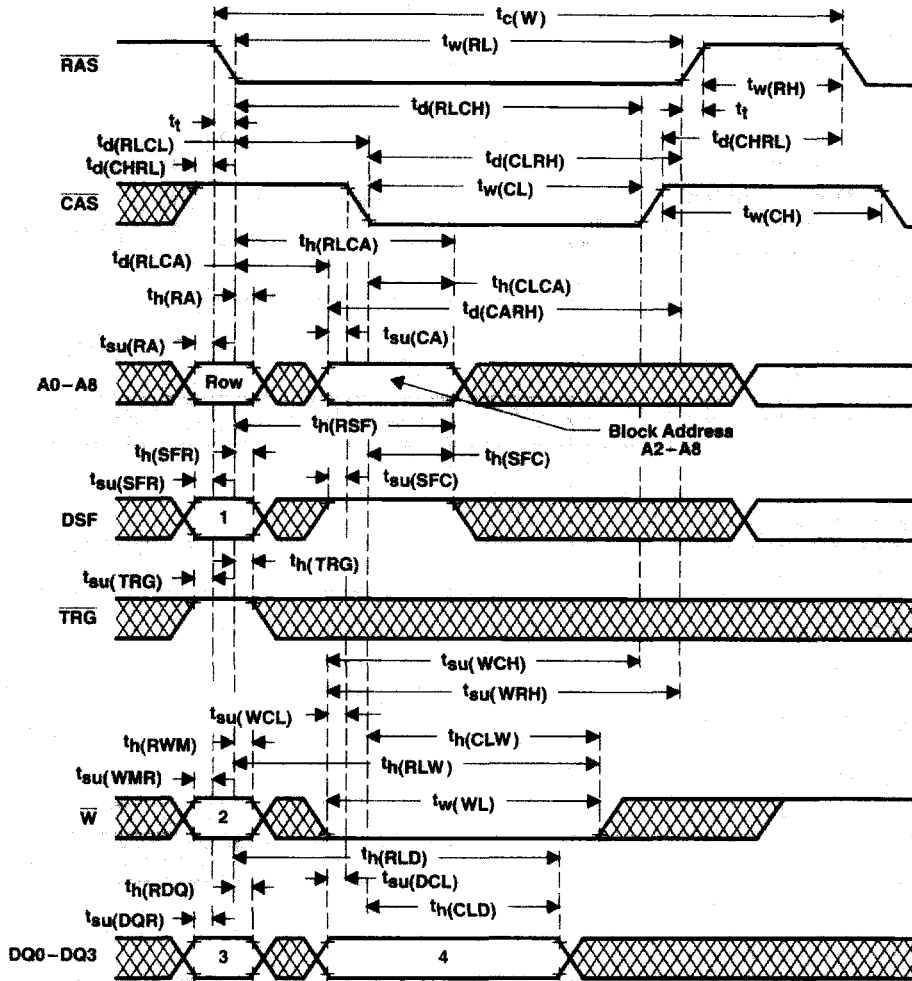 tc(W)
tw(RL)
RAS
tw(RH)
td(RLCH)
tt
tt
td(RLCL)
td(CHRL)
td(CHRL)
td(CLRH)
tw(CL)
CAS
tw(CH)
th(RLCA)
td(RLCA)
th(CLCA)
th(RA)
td(CARH)
tsu(RA)
tsu(CA)
A0–A8
Row
th(RSF)
Block Address
A2–A8
th(SFR)
th(SFC)
tsu(SFR)
tsu(SFC)
DSF
1
th(TRG)
tsu(TRG)
TRG
tsu(WCH)
tsu(WRH)
tsu(WCL)
th(RWM)
th(CLW)
th(RLW)
tsu(WMR)
tw(WL)
W
2
th(RLD)
th(RDQ)
tsu(DCL)
tsu(DQR)
th(CLD)
DQ0–DQ3
3
4